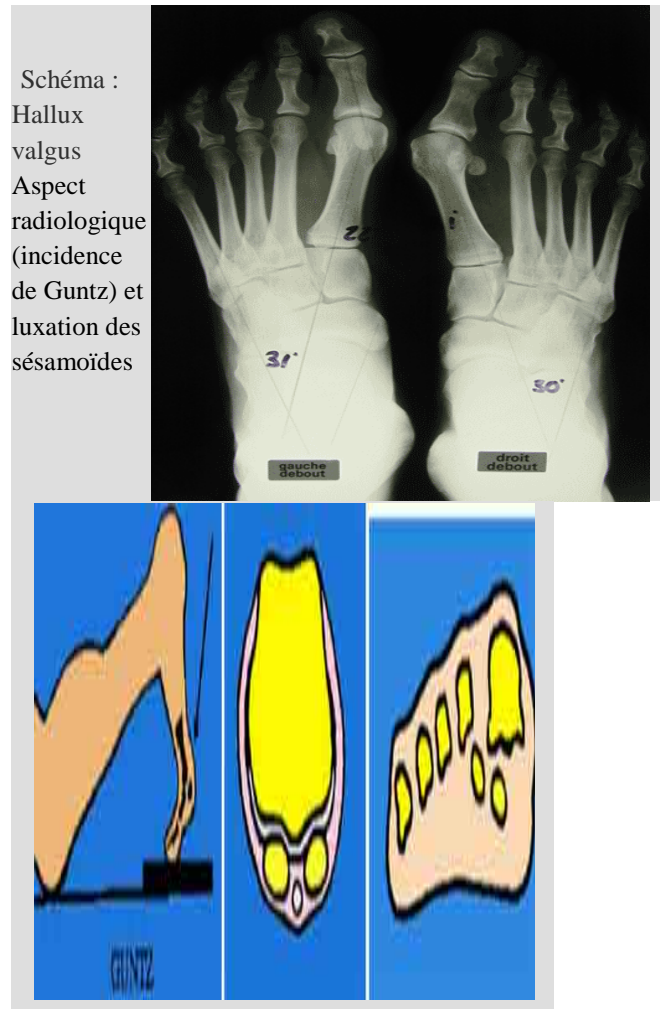 Schéma :
Hallux
valgus
Aspect
radiologique
(incidence
de Guntz) et
luxation des
sésamoïdes
22
31°
30°
gauche
debout
droit
debout
GUNTZ